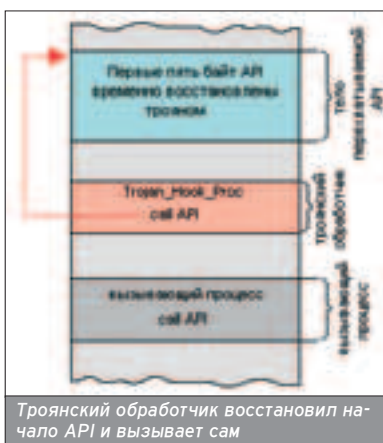 Первые пять байт API
временно восстановлены
трояном
тело
перехватываемой
API
Trojan_Hook_Proc
call API
троянский
обработчик
вызывающий процесс
call API
вызывающий
процесс
Троянский обработчик восстановил на-
чало API и вызывает сам